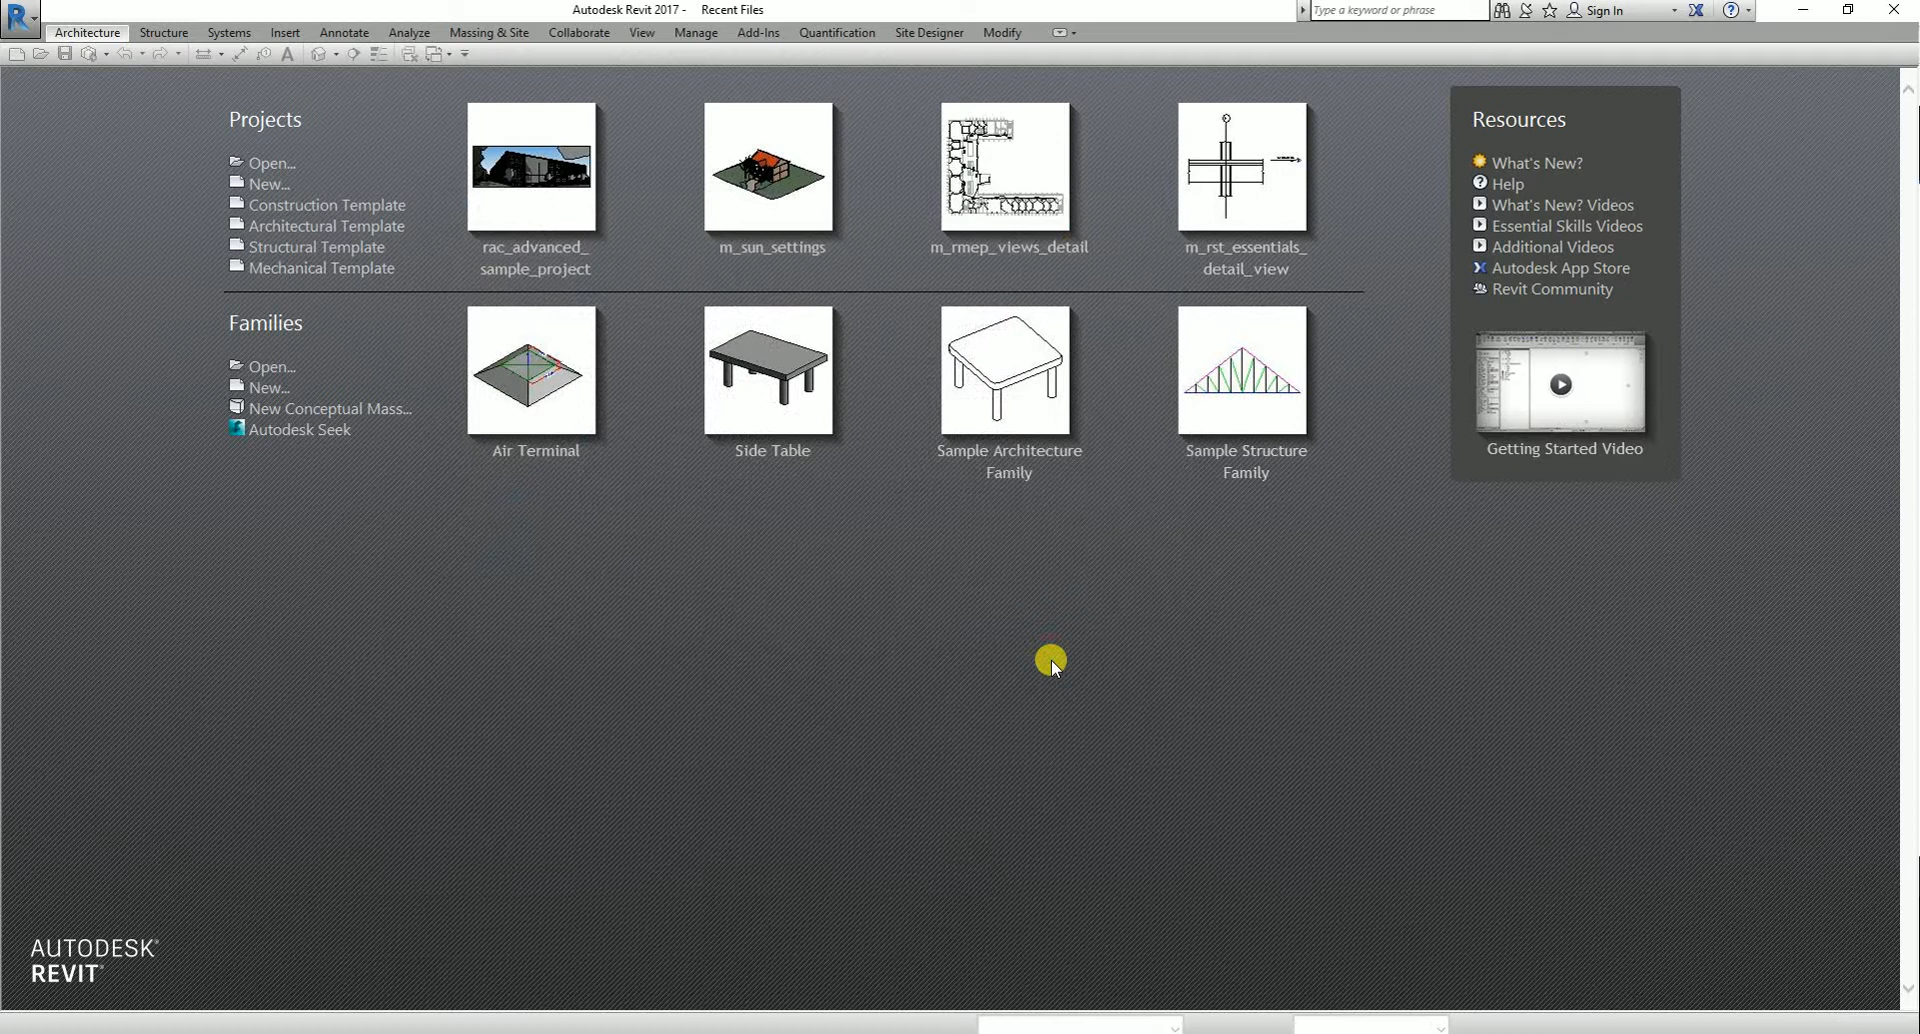 Autodesk Revit 2017 -     Recent Files
Type a keyword or phrase
Sign In
Architecture Structure Systems Insert Annotate Analyze Massing & Site Collaborate View Manage Add-Ins Quantification Site Designer Modify
Projects
Open...
New...
Construction Template
Architectural Template
Structural Template
Mechanical Template
rac_advanced_
sample_project
m_sun_settings
m_rmep_views_detail
m_rst_essentials_
detail_view
Families
Open...
New...
New Conceptual Mass...
Autodesk Seek
Air Terminal
Side Table
Sample Architecture
Family
Sample Structure
Family
Resources
What's New?
Help
What's New? Videos
Essential Skills Videos
Additional Videos
Autodesk App Store
Revit Community
Getting Started Video
AUTODESK®
REVIT®